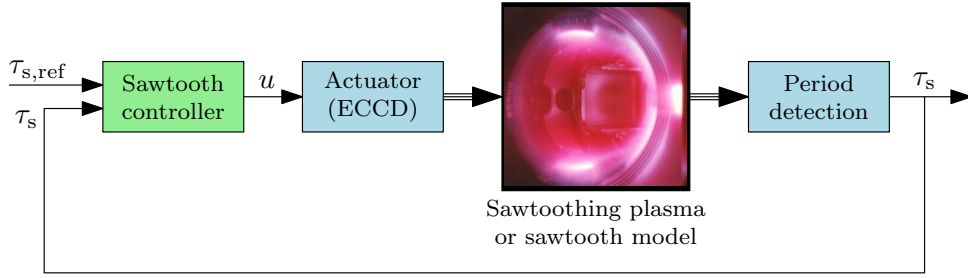 τs,ref
τs
Sawtooth
controller
u
Actuator
(ECCD)
Sawtoothing plasma
or sawtooth model
Period
detection
τs